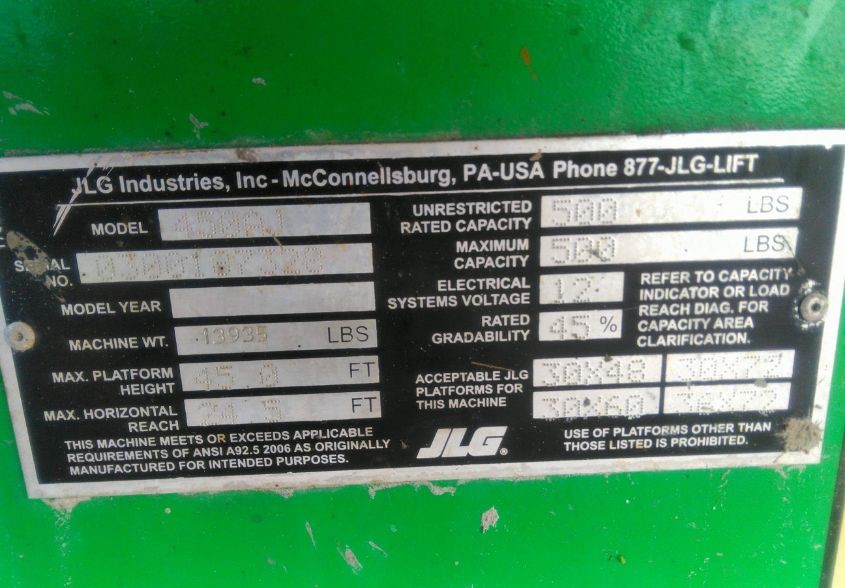 JLG Industries, Inc - McConnellsburg, PA-USA Phone 877-JLG-LIFT
MODEL 450AJ
SERIAL NO.
MODEL YEAR
MACHINE WT. 13935 LBS
MAX. PLATFORM
HEIGHT 45.0 FT
MAX. HORIZONTAL
REACH FT
THIS MACHINE MEETS OR EXCEEDS APPLICABLE
REQUIREMENTS OF ANSI A92.5 2006 AS ORIGINALLY
MANUFACTURED FOR INTENDED PURPOSES.
UNRESTRICTED
RATED CAPACITY 500 LBS
MAXIMUM
CAPACITY 500 LBS
ELECTRICAL
SYSTEMS VOLTAGE 12
RATED
GRADABILITY 45 %
REFER TO CAPACITY
INDICATOR OR LOAD
REACH DIAG. FOR
CAPACITY AREA
CLARIFICATION.
ACCEPTABLE JLG
PLATFORMS FOR
THIS MACHINE
30X48
30X60 36X72
JLG®
USE OF PLATFORMS OTHER THAN
THOSE LISTED IS PROHIBITED.